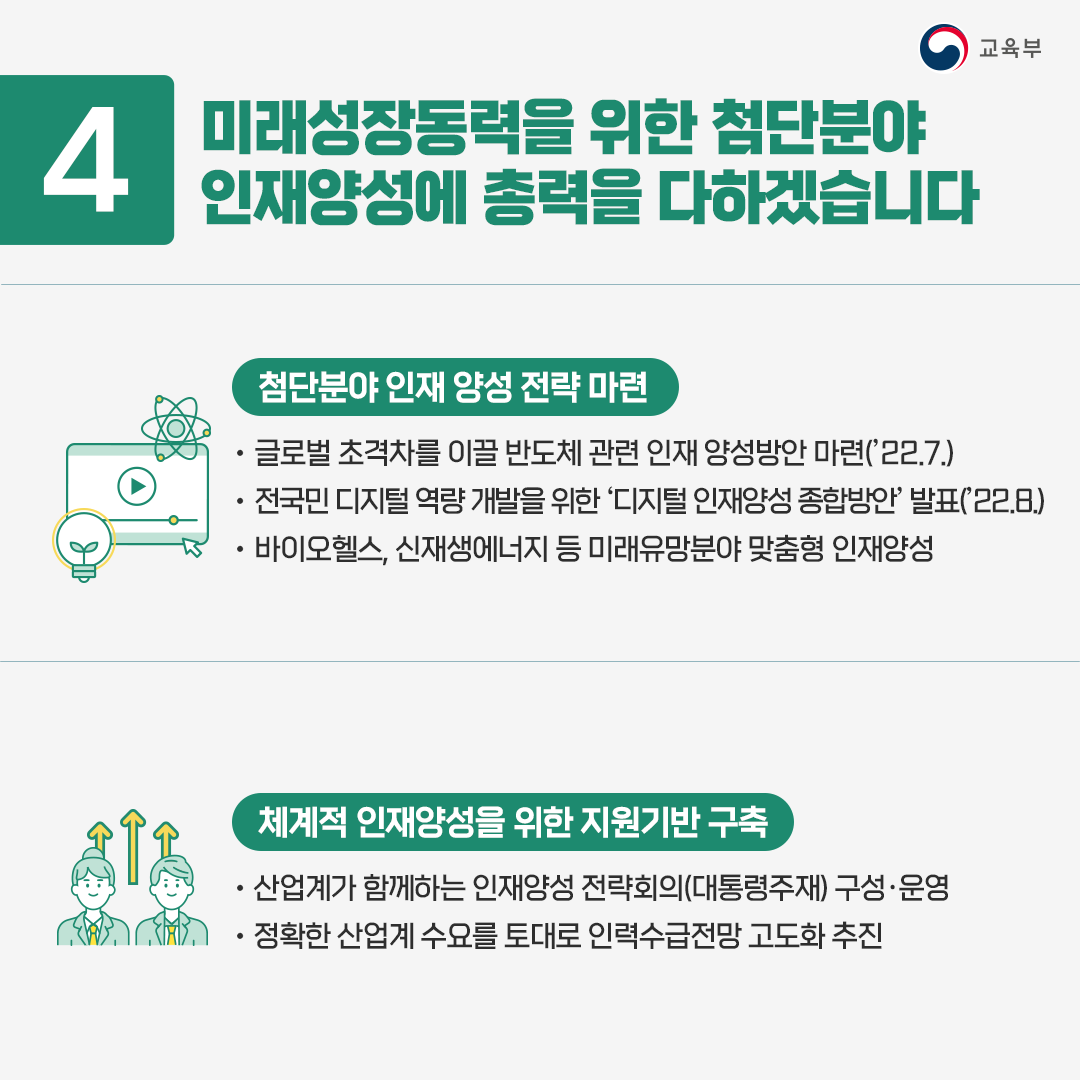 교육부
4
미래성장동력을 위한 첨단분야
인재양성에 총력을 다하겠습니다
첨단분야 인재 양성 전략 마련
• 글로벌 초격차를 이끌 반도체 관련 인재 양성방안 마련(’22.7.)
• 전국민 디지털 역량 개발을 위한 ‘디지털 인재양성 종합방안’ 발표(’22.8.)
• 바이오헬스, 신재생에너지 등 미래유망분야 맞춤형 인재양성
체계적 인재양성을 위한 지원기반 구축
• 산업계가 함께하는 인재양성 전략회의(대통령주재) 구성·운영
• 정확한 산업계 수요를 토대로 인력수급전망 고도화 추진